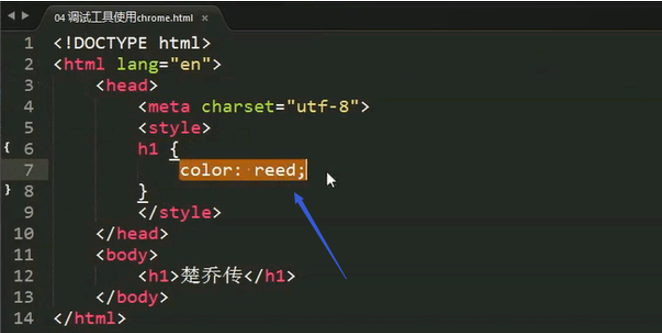 04 调试工具使用chrome.html ×
1 <!DOCTYPE html>
2 <html lang="en">
3 <head>
4 <meta charset="utf-8">
5 <style>
6 h1 {
7 color: reed;
8 }
9 </style>
10 </head>
11 <body>
12 <h1>楚乔传</h1>
13 </body>
14 </html>